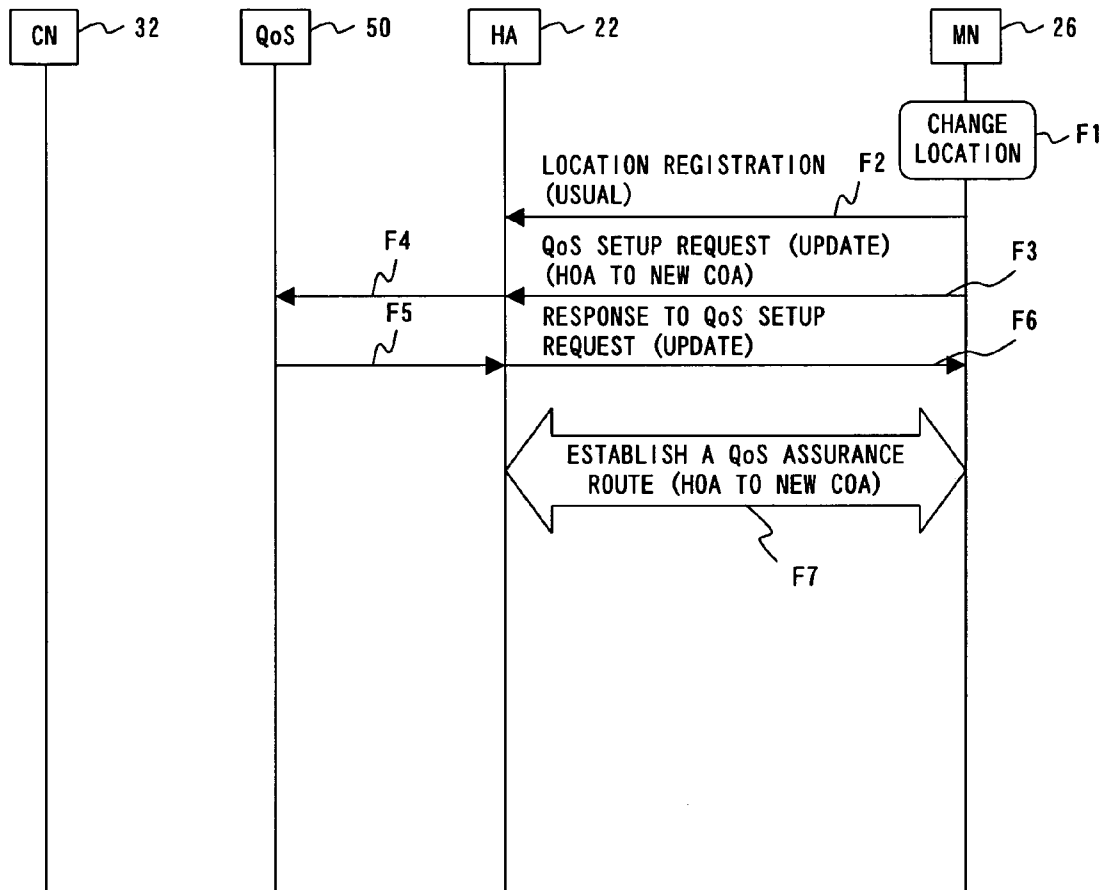 CN 32
QoS 50
HA 22
MN 26
CHANGE
LOCATION
F1
LOCATION REGISTRATION
(USUAL)
F2
QoS SETUP REQUEST (UPDATE)
(HOA TO NEW COA)
F3
F4
RESPONSE TO QoS SETUP
REQUEST (UPDATE)
F5
F6
ESTABLISH A QoS ASSURANCE
ROUTE (HOA TO NEW COA)
F7